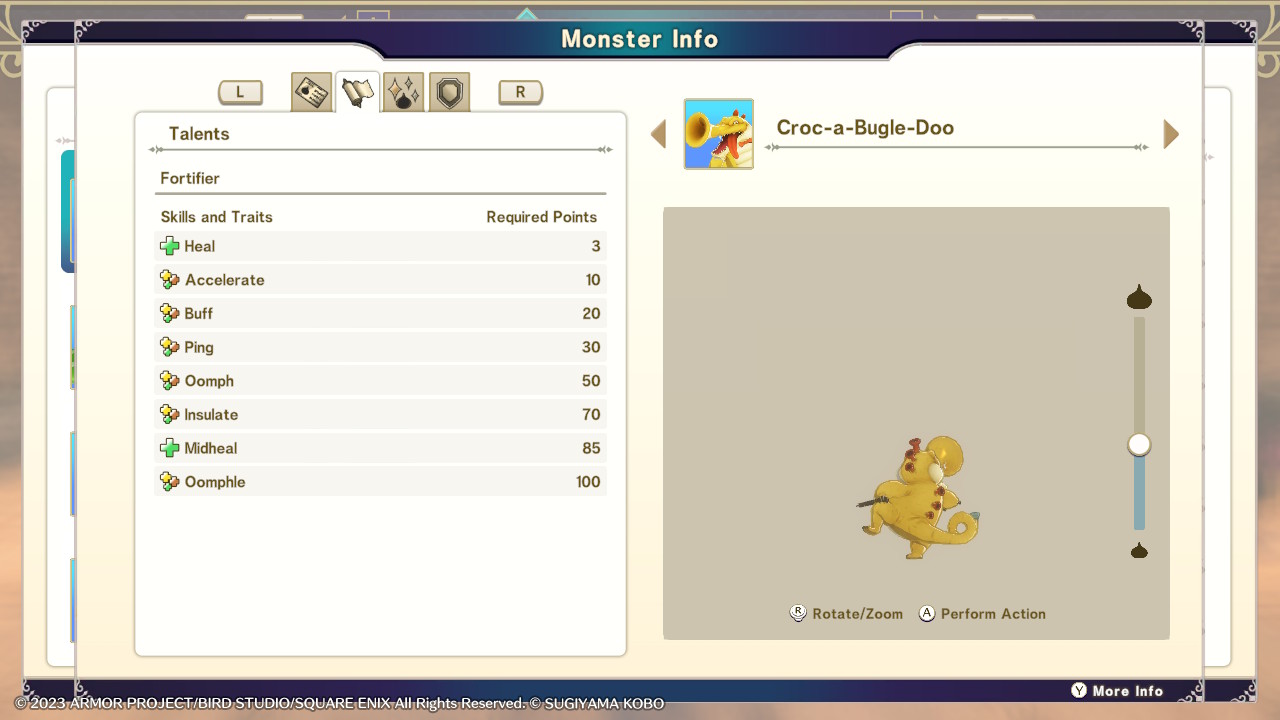 Monster Info
L
R
Talents
Fortifier
Skills and Traits Required Points
Heal 3
Accelerate 10
Buff 20
Ping 30
Oomph 50
Insulate 70
Midheal 85
Oomphle 100
Croc-a-Bugle-Doo
R Rotate/Zoom A Perform Action
Y More Info
© 2023 ARMOR PROJECT/BIRD STUDIO/SQUARE ENIX All Rights Reserved. © SUGIYAMA KOBO